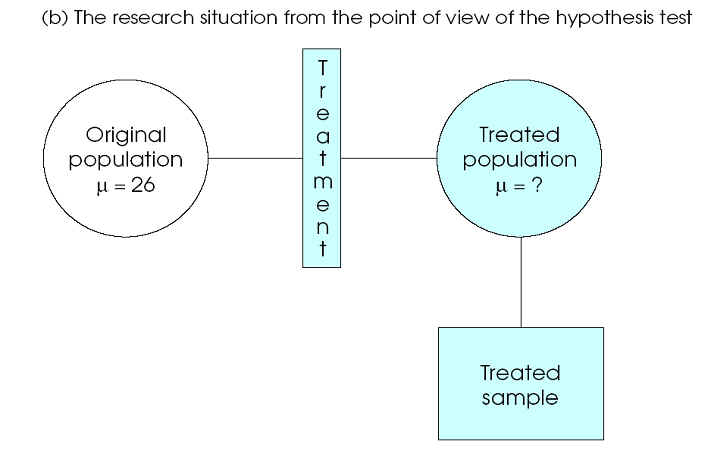 (b) The research situation from the point of view of the hypothesis test
Original
population
μ = 26
Treatment
Treated
population
μ = ?
Treated
sample